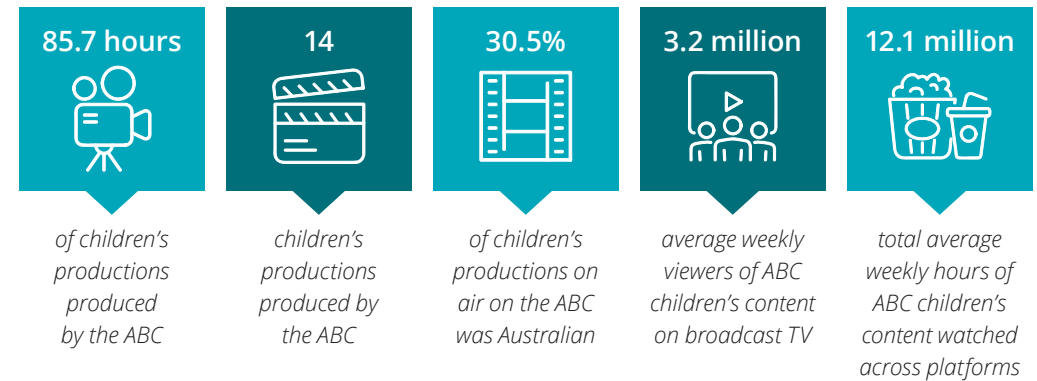 85.7 hours
of children’s
productions
produced
by the ABC
14
children’s
productions
produced by
the ABC
30.5%
of children’s
productions on
air on the ABC
was Australian
3.2 million
average weekly
viewers of ABC
children’s content
on broadcast TV
12.1 million
total average
weekly hours of
ABC children’s
content watched
across platforms